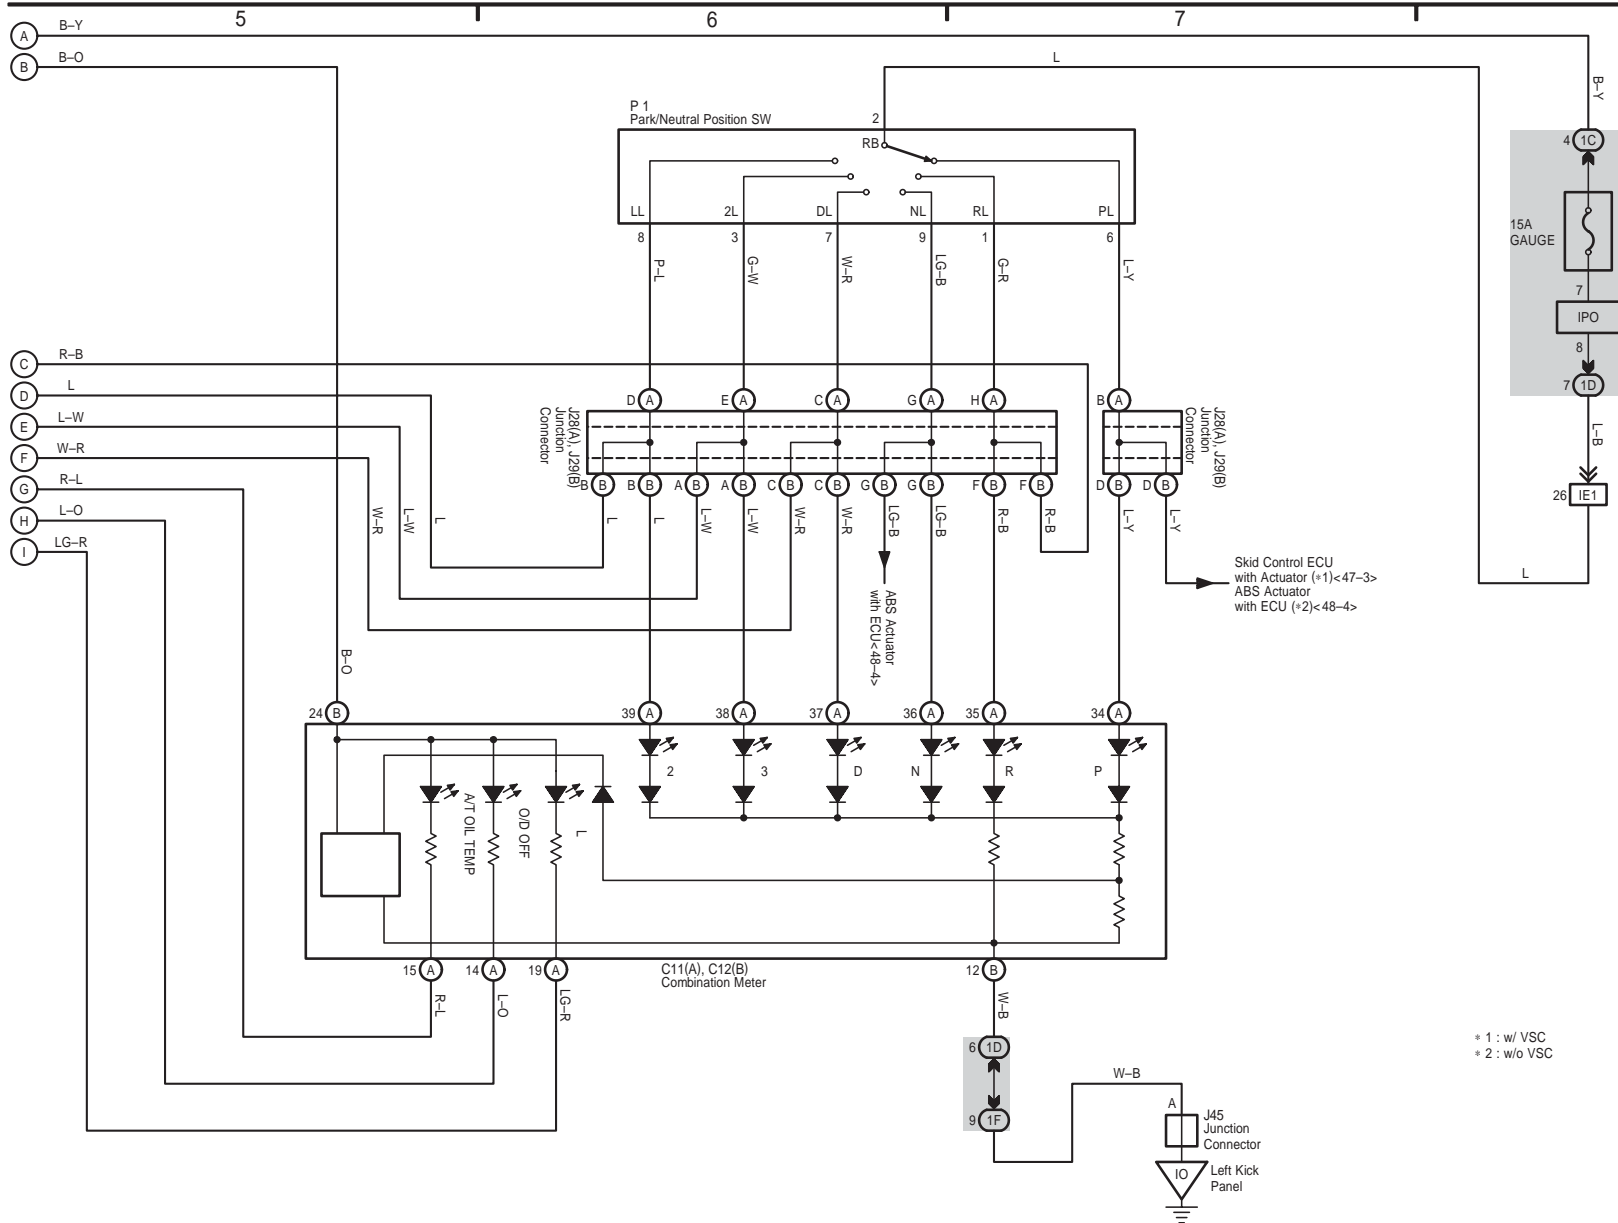 5
6
7
A
B–Y
B
B–O
L
B–Y
P 1
Park/Neutral Position SW
2
RB
4
1C
LL
2L
DL
NL
RL
PL
15A
GAUGE
8
3
7
9
1
6
P–L
G–W
W–R
LG–B
G–R
L–Y
7
IPO
8
7
1D
C
R–B
D
L
E
L–W
F
W–R
G
R–L
H
L–O
I
LG–R
D
A
E
A
C
A
G
A
H
A
B
A
J28(A), J29(B)
Junction
Connector
J28(A), J29(B)
Junction
Connector
L–B
B
B
B
B
A
B
A
B
C
B
C
B
G
B
G
B
F
B
F
B
D
B
D
B
26
IE1
W–R
L–W
L
L
L
L–W
L–W
W–R
W–R
LG–B
LG–B
R–B
R–B
L–Y
L–Y
Skid Control ECU
with Actuator (*1)<47–3>
ABS Actuator
with ECU (*2)<48–4>
L
ABS Actuator
with ECU<48–4>
B–O
24
B
39
A
38
A
37
A
36
A
35
A
34
A
2
3
D
N
R
P
A/T OIL TEMP
O/D OFF
L
15
A
14
A
19
A
C11(A), C12(B)
Combination Meter
12
B
R–L
L–O
LG–R
W–B
* 1 : w/ VSC
* 2 : w/o VSC
6
1D
W–B
9
1F
A
J45
Junction
Connector
IO
Left Kick
Panel